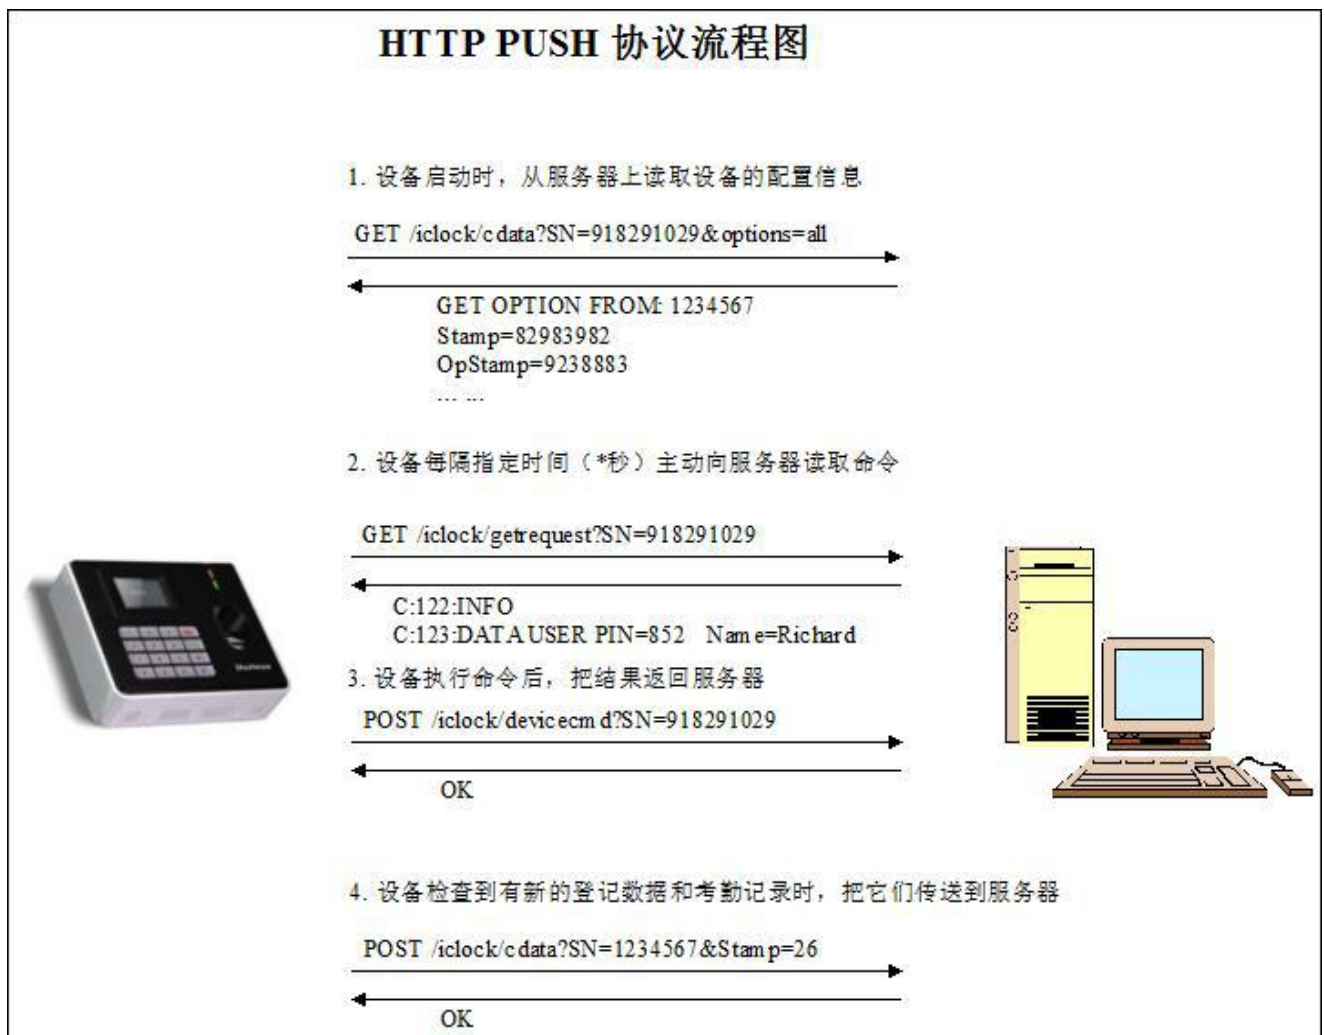 HTTP PUSH 协议流程图
1. 设备启动时，从服务器上读取设备的配置信息
GET /iclock/cdata?SN=918291029&options=all
GET OPTION FROM: 1234567
Stamp=82983982
OpStamp=9238883
... ...
2. 设备每隔指定时间（*秒）主动向服务器读取命令
GET /iclock/getrequest?SN=918291029
C:122:INFO
C:123:DATA USER PIN=852 Name=Richard
3. 设备执行命令后，把结果返回服务器
POST /iclock/devicecmd?SN=918291029
OK
4. 设备检查到有新的登记数据和考勤记录时，把它们传送到服务器
POST /iclock/cdata?SN=1234567&Stamp=26
OK